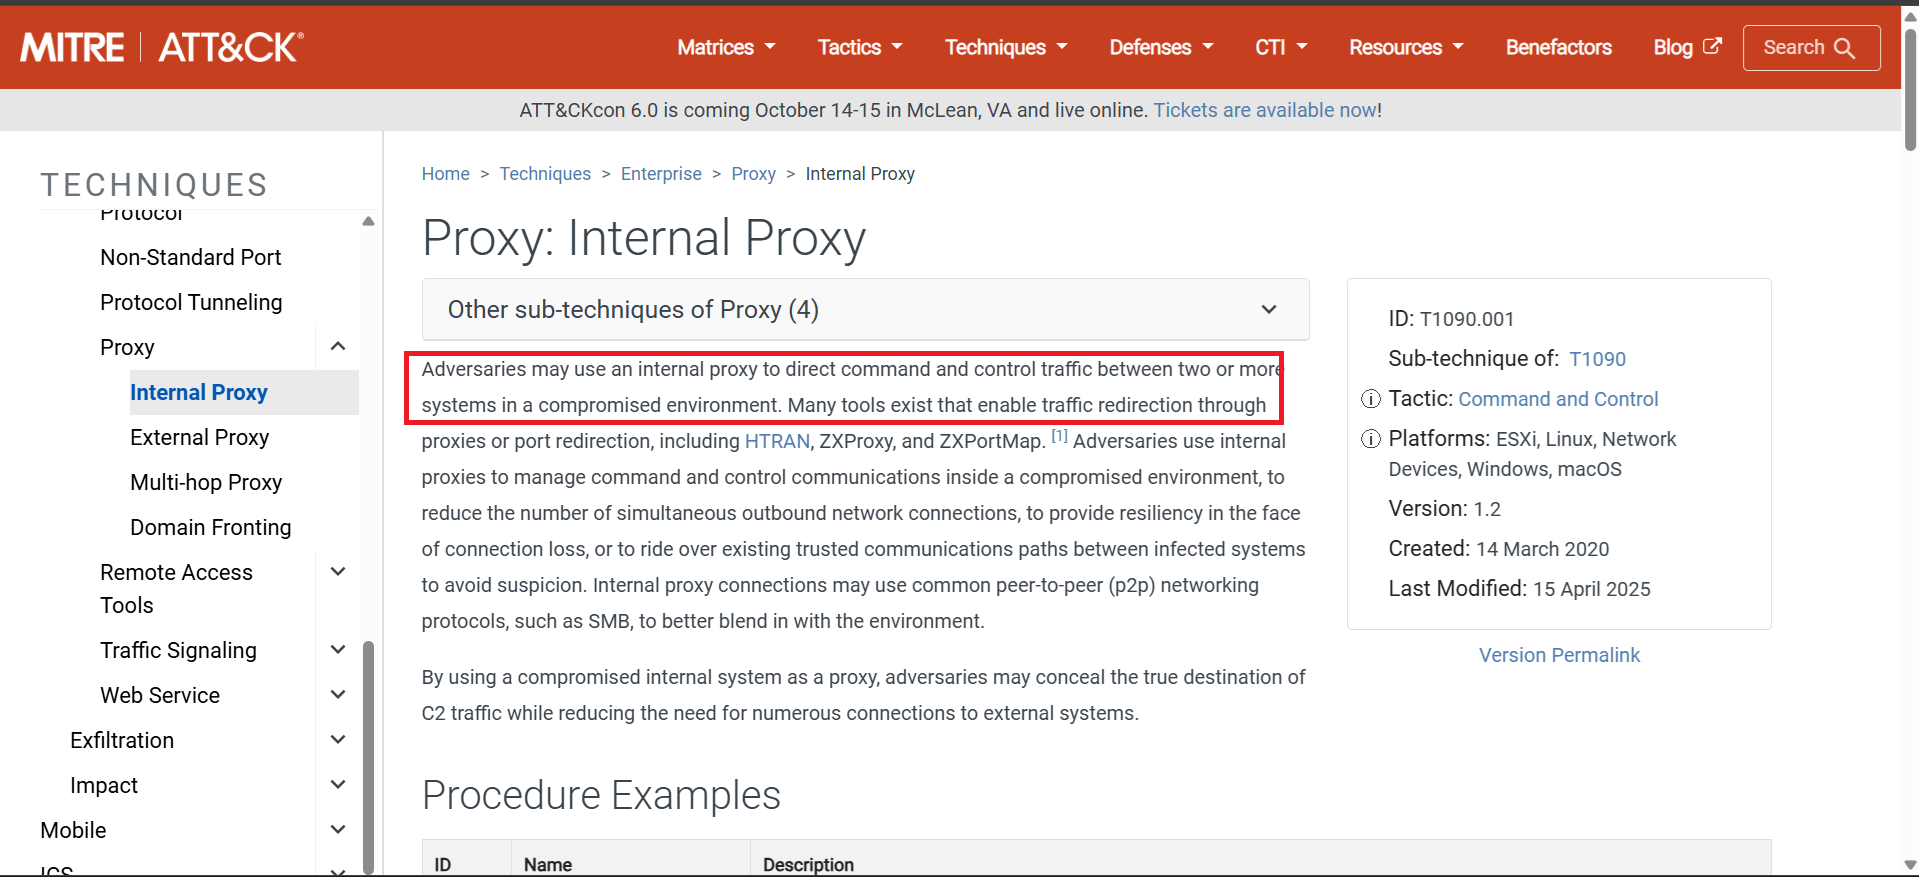 MITRE | ATT&CK®
Matrices
Tactics
Techniques
Defenses
CTI
Resources
Benefactors
Blog
Search
ATT&CKcon 6.0 is coming October 14-15 in McLean, VA and live online. Tickets are available now!
TECHNIQUES
Protocol
Non-Standard Port
Protocol Tunneling
Proxy
Internal Proxy
External Proxy
Multi-hop Proxy
Domain Fronting
Remote Access
Tools
Traffic Signaling
Web Service
Exfiltration
Impact
Mobile
ICS
Home > Techniques > Enterprise > Proxy > Internal Proxy
Proxy: Internal Proxy
Other sub-techniques of Proxy (4)
Adversaries may use an internal proxy to direct command and control traffic between two or more
systems in a compromised environment. Many tools exist that enable traffic redirection through
proxies or port redirection, including HTRAN, ZXProxy, and ZXPortMap. [1] Adversaries use internal
proxies to manage command and control communications inside a compromised environment, to
reduce the number of simultaneous outbound network connections, to provide resiliency in the face
of connection loss, or to ride over existing trusted communications paths between infected systems
to avoid suspicion. Internal proxy connections may use common peer-to-peer (p2p) networking
protocols, such as SMB, to better blend in with the environment.
By using a compromised internal system as a proxy, adversaries may conceal the true destination of
C2 traffic while reducing the need for numerous connections to external systems.
ID: T1090.001
Sub-technique of: T1090
Tactic: Command and Control
Platforms: ESXi, Linux, Network
Devices, Windows, macOS
Version: 1.2
Created: 14 March 2020
Last Modified: 15 April 2025
Version Permalink
Procedure Examples
ID
Name
Description